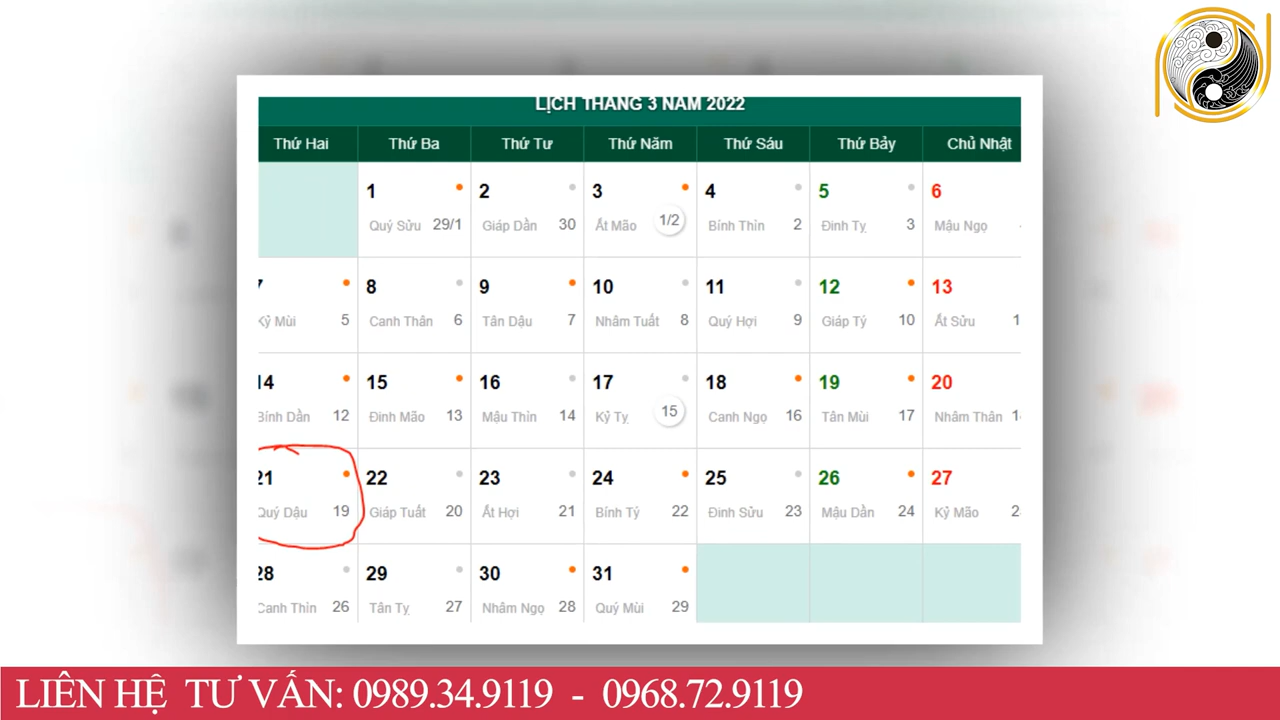 LỊCH THÁNG 3 NĂM 2022
Thứ Hai Thứ Ba Thứ Tư Thứ Năm Thứ Sáu Thứ Bảy Chủ Nhật
1 2 3 4 5 6
Quý Sửu 29/1 Giáp Dần 30 Ất Mão 1/2 Bính Thìn 2 Đinh Tỵ 3 Mậu Ngọ
7 8 9 10 11 12 13
Kỷ Mùi 5 Canh Thân 6 Tân Dậu 7 Nhâm Tuất 8 Quý Hợi 9 Giáp Tý 10 Ất Sửu
14 15 16 17 18 19 20
Bính Dần 12 Đinh Mão 13 Mậu Thìn 14 Kỷ Tỵ 15 Canh Ngọ 16 Tân Mùi 17 Nhâm Thân
21 22 23 24 25 26 27
Quý Dậu 19 Giáp Tuất 20 Ất Hợi 21 Bính Tý 22 Đinh Sửu 23 Mậu Dần 24 Kỷ Mão
28 29 30 31
Canh Thìn 26 Tân Tỵ 27 Nhâm Ngọ 28 Quý Mùi 29
LIÊN HỆ TƯ VẤN: 0989.34.9119 - 0968.72.9119